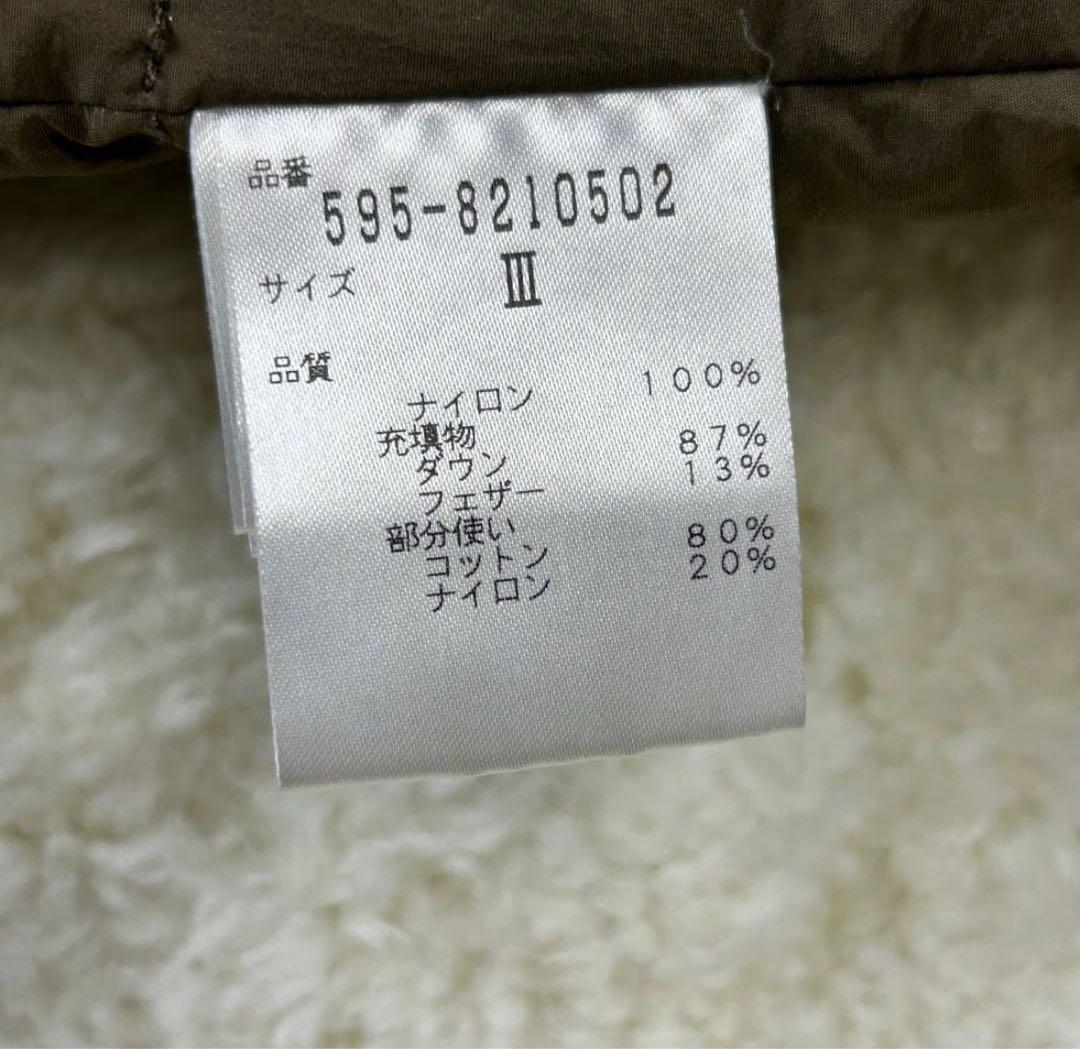 品番 595-8210502
サイズ Ⅲ
品質
ナイロン 100%
充填物
ダウン 87%
フェザー 13%
部分使い
コットン 80%
ナイロン 20%